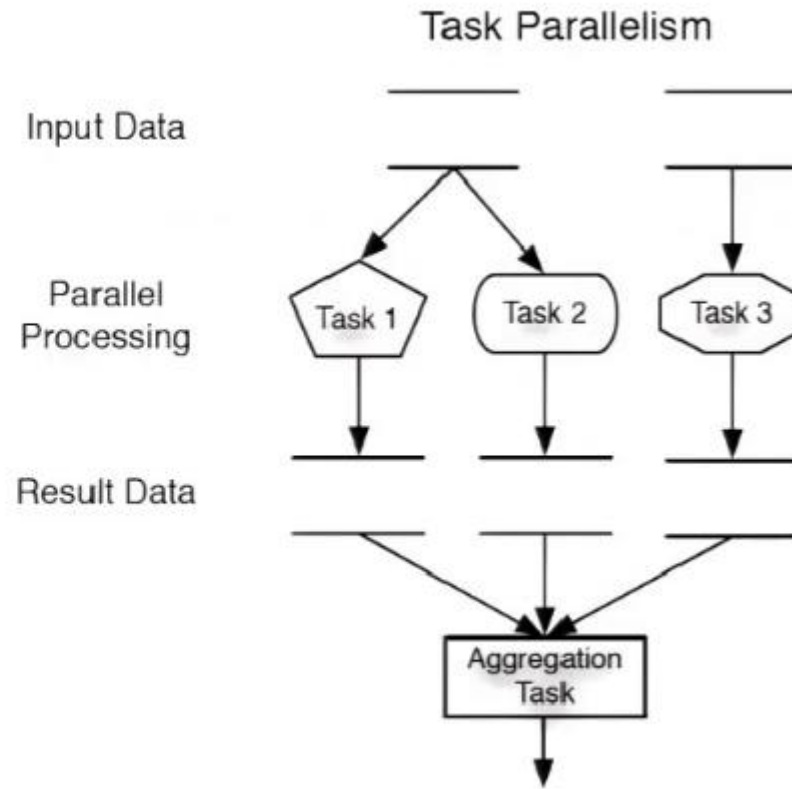 Task Parallelism
Input Data
Parallel
Processing
Task 1
Task 2
Task 3
Result Data
Aggregation
Task